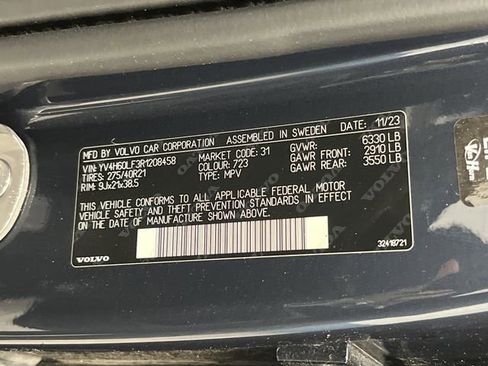 MFD BY VOLVO CAR CORPORATION ASSEMBLED IN SWEDEN 11/23
VIN: YV4H60LF3R1208458 MARKET CODE: 31 GVWR: 6330 LB
TIRES: 275/40R21 COLOUR: 723 GAWR FRONT: 2910 LB
RIM: 9Jx21x38.5 TYPE: MPV GAWR REAR: 3550 LB
THIS VEHICLE CONFORMS TO ALL APPLICABLE FEDERAL MOTOR
VEHICLE SAFETY AND THEFT PREVENTION STANDARDS IN EFFECT
ON THE DATE OF MANUFACTURE SHOWN ABOVE.
VOLVO 32418721